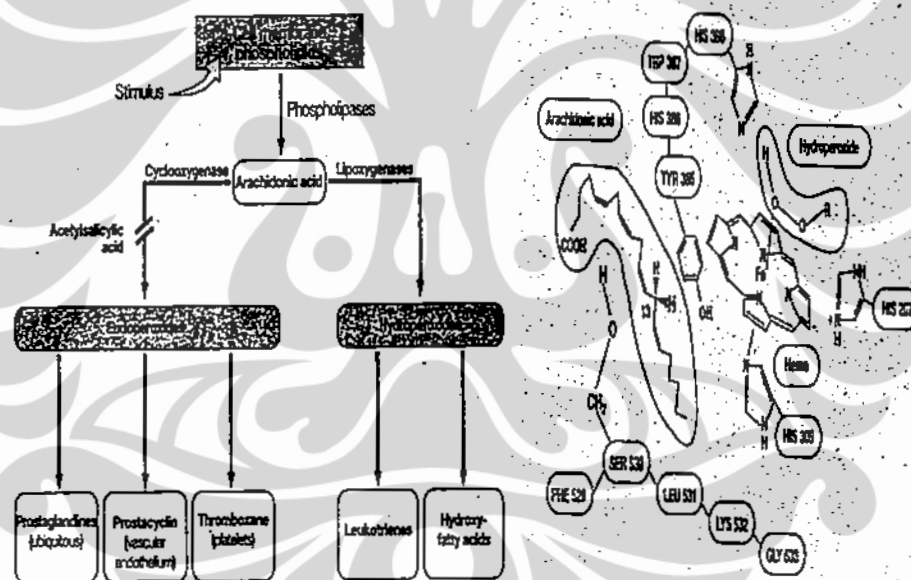 phospholipids
Stimulus
Phospholipases
Cyclooxygenase
Arachidonic acid
Lipoxygenases
Acetylsalicylic
acid
Prostaglandines
(ubiquitous)
Prostacyclin
(vascular
endothelium)
Thromboxane
(platelets)
Leukotrienes
Hydroxy-
fatty acids
TRP 387
HIS 388
HIS 386
TYR 385
Arachidonic acid
Hydroperoxide
H
O
O
R
COOR
H
O
CH2
H
13
H
OH
N
N
Fe
N
N
NH
N
H
HIS 207
Heme
N
N
H
HIS 309
SER 530
PHE 529
LEU 531
LYS 532
GLY 533